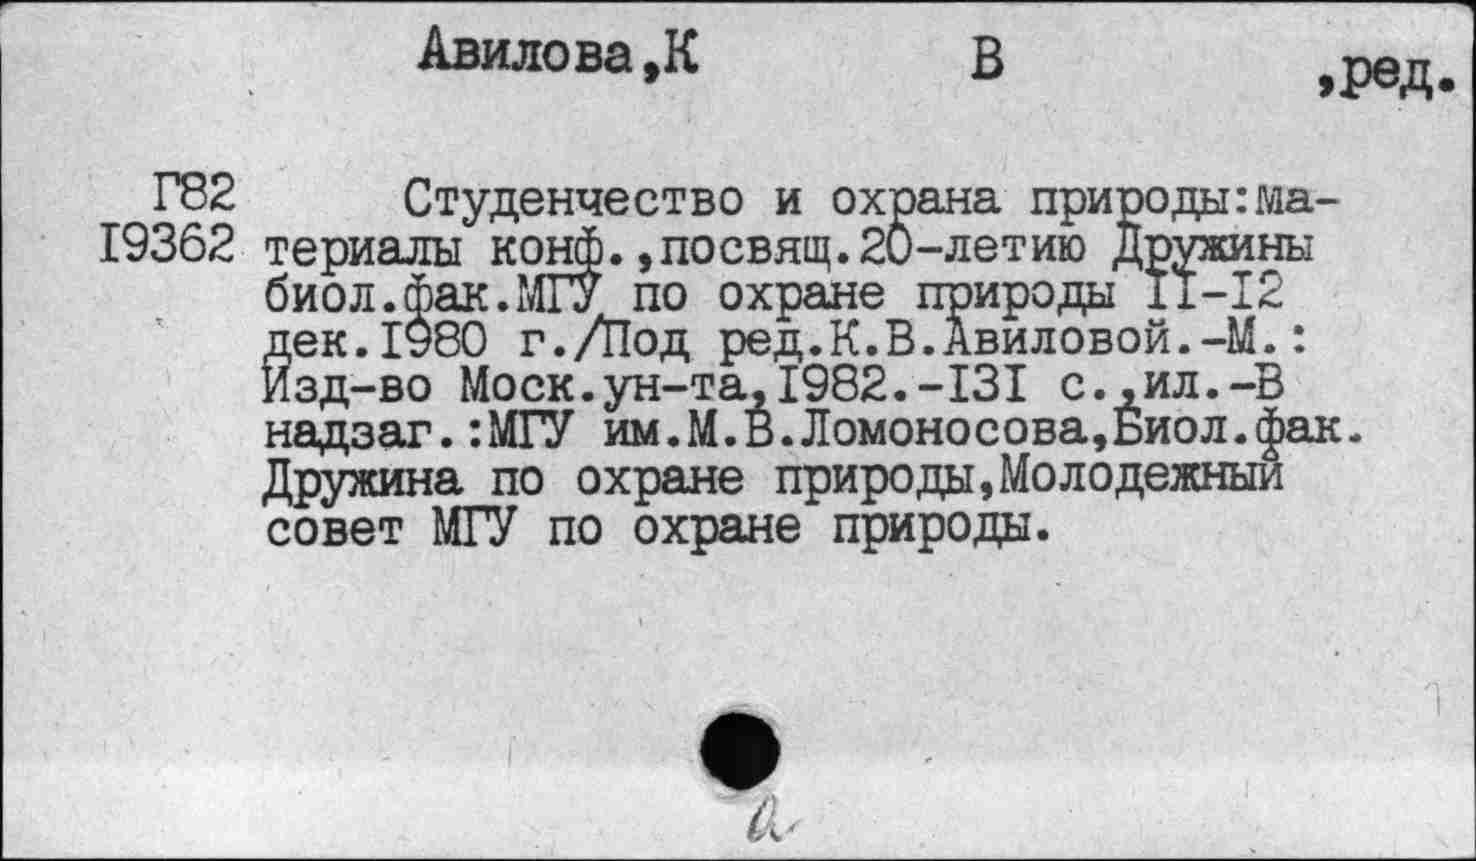 Авилова,К В ,ред.
Г82 Студенчество и охрана природы:ма-
19362 териалы конф.,посвящ.20-летию Дружины
биол.фак.МГУ по охране природы 11-12
дек.1980 г./Под ред.К.В.Авиловой.-М.:
Изд-во Моск.ун-та,1982.-131 с.,ил.-В
надзаг.:МГУ им.М.В.Ломоносова,Биол.фак.
Дружина по охране природы,Молодежный
совет МГУ по охране природы.
а